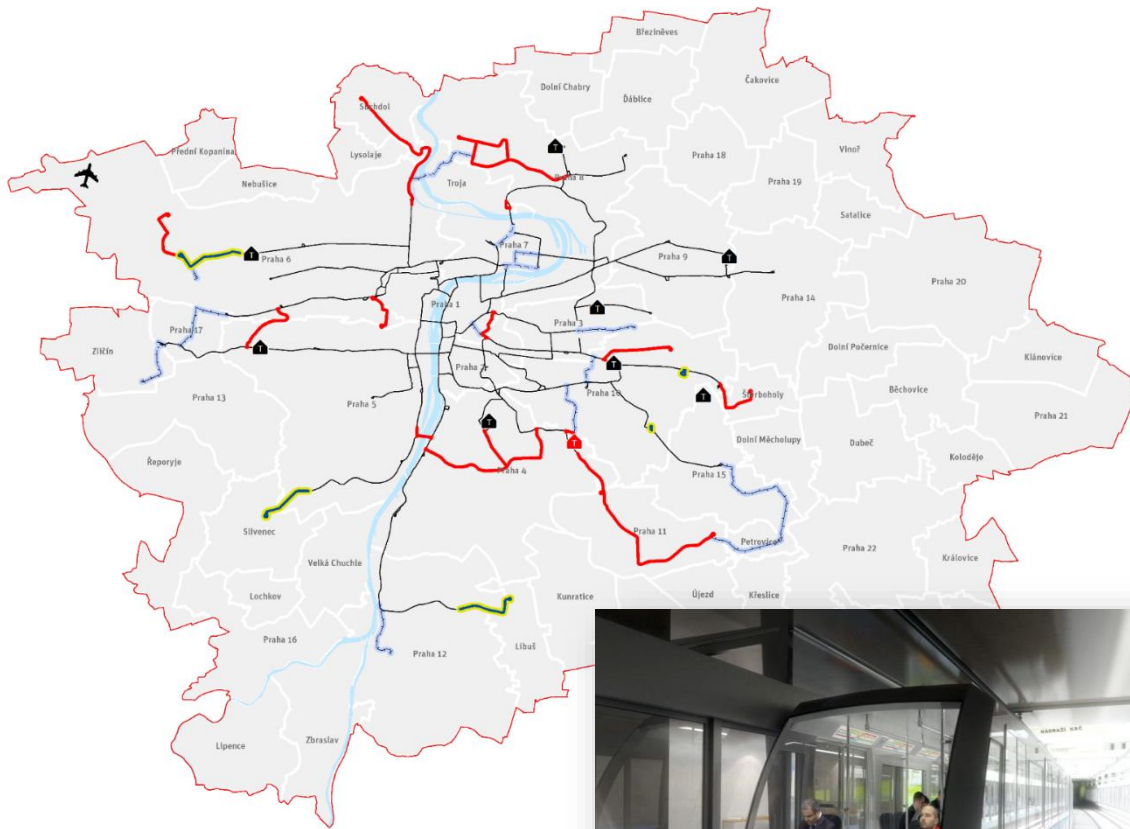 Březiněves
Čakovice
Dolní Chabry
Ďáblice
Suchdol
Vinoř
Přední Kopanina
Lysolaje
Praha 18
Nebušice
Troja
Praha 8
Praha 19
Satalice
Praha 7
Praha 6
Praha 9
Praha 20
Praha 1
Praha 14
Praha 17
Praha 3
Zličín
Dolní Počernice
Klánovice
Praha 2
Praha 10
Štěrboholy
Běchovice
Praha 13
Praha 5
Praha 21
Dolní Měcholupy
Dubeč
Koloděje
Řeporyje
Praha 4
Praha 15
Slivenec
Praha 11
Petrovice
Praha 22
Královice
Velká Chuchle
Lochkov
Kunratice
Újezd
Křeslice
Praha 16
Libuš
Praha 12
Lipence
Zbraslav
T
T
T
T
T
T
T
T
T
NÁDRAŽÍ KRČ